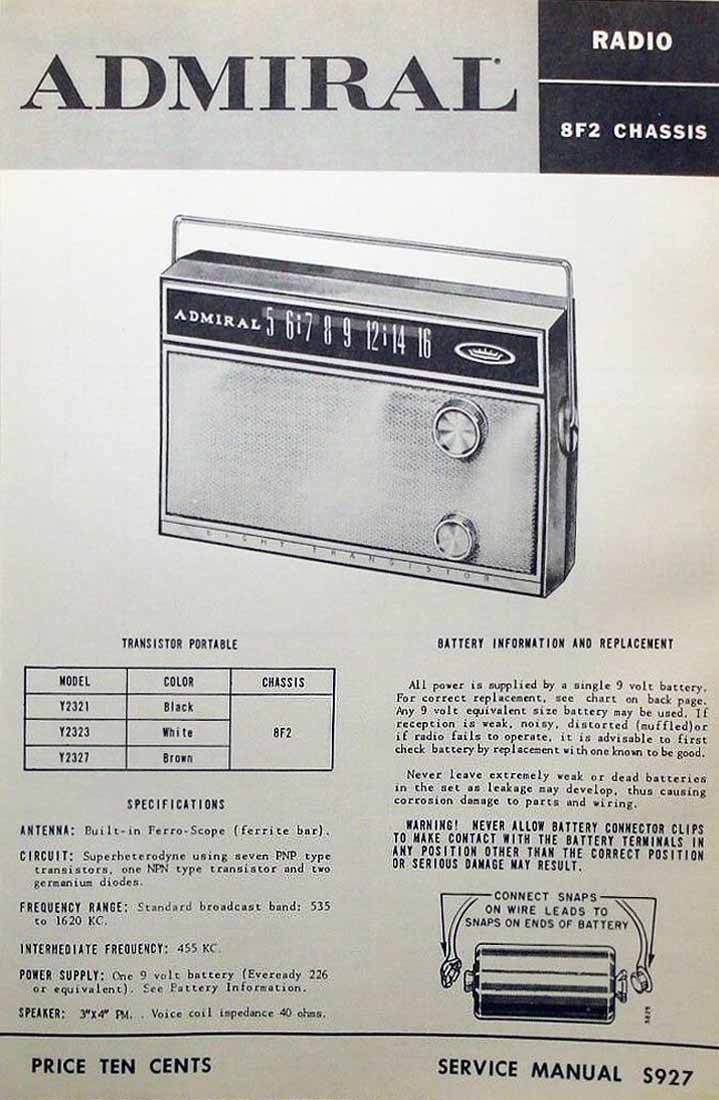 ADMIRAL
RADIO
8F2 CHASSIS
ADMIRAL 5 6 7 8 9 12 14 16
EIGHT TRANSISTOR
TRANSISTOR PORTABLE
MODEL COLOR CHASSIS
Y2321 Black
Y2323 White 8F2
Y2327 Brown
SPECIFICATIONS
ANTENNA: Built-in Ferro-Scope (ferrite bar).
CIRCUIT: Superheterodyne using seven PNP type
transistors, one NPN type transistor and two
germanium diodes.
FREQUENCY RANGE: Standard broadcast band: 535
to 1620 KC.
INTERMEDIATE FREQUENCY: 455 KC.
POWER SUPPLY: One 9 volt battery (Eveready 226
or equivalent). See Battery Information.
SPEAKER: 3"x4" PM. . Voice coil impedance 40 ohms.
BATTERY INFORMATION AND REPLACEMENT
All power is supplied by a single 9 volt battery.
For correct replacement, see chart on back page.
Any 9 volt equivalent size battery may be used. If
reception is weak, noisy, distorted (muffled) or
if radio fails to operate, it is advisable to first
check battery by replacement with one known to be good.
Never leave extremely weak or dead batteries
in the set as leakage may develop, thus causing
corrosion damage to parts and wiring.
WARNING! NEVER ALLOW BATTERY CONNECTOR CLIPS
TO MAKE CONTACT WITH THE BATTERY TERMINALS IN
ANY POSITION OTHER THAN THE CORRECT POSITION
OR SERIOUS DAMAGE MAY RESULT.
CONNECT SNAPS
ON WIRE LEADS TO
SNAPS ON ENDS OF BATTERY
PRICE TEN CENTS
SERVICE MANUAL S927